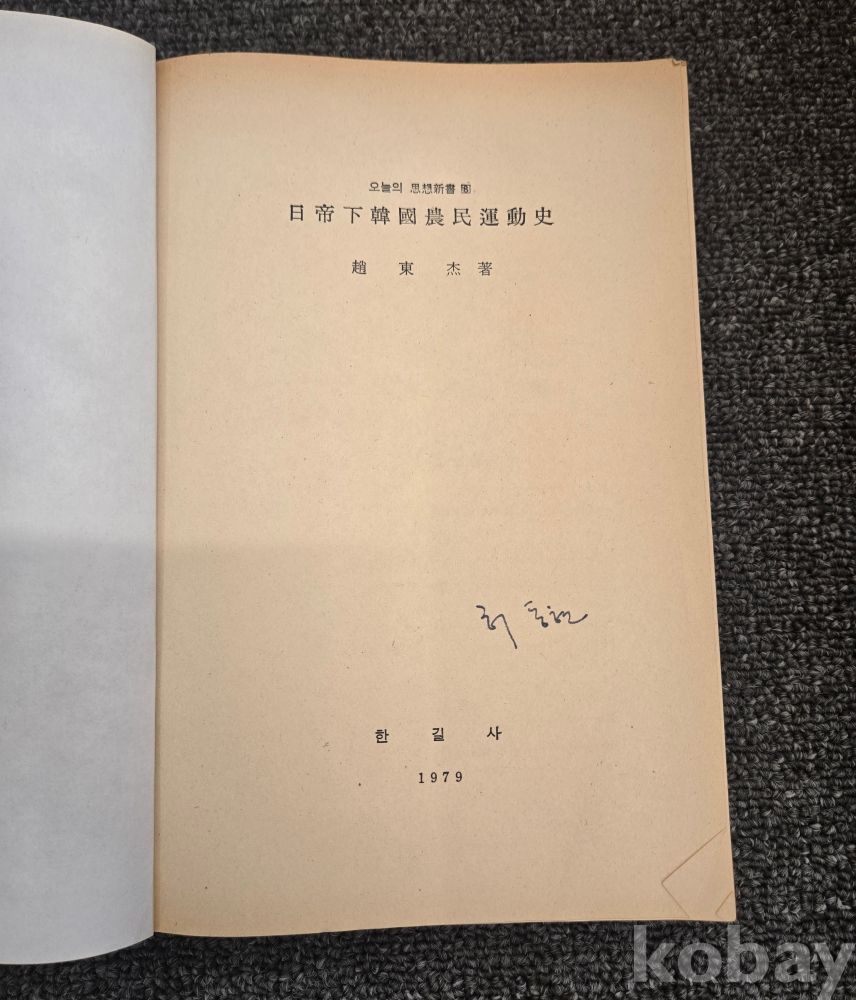 오늘의 思想新書
日帝下韓國農民運動史
趙東杰 著
한길사
1979
kobay